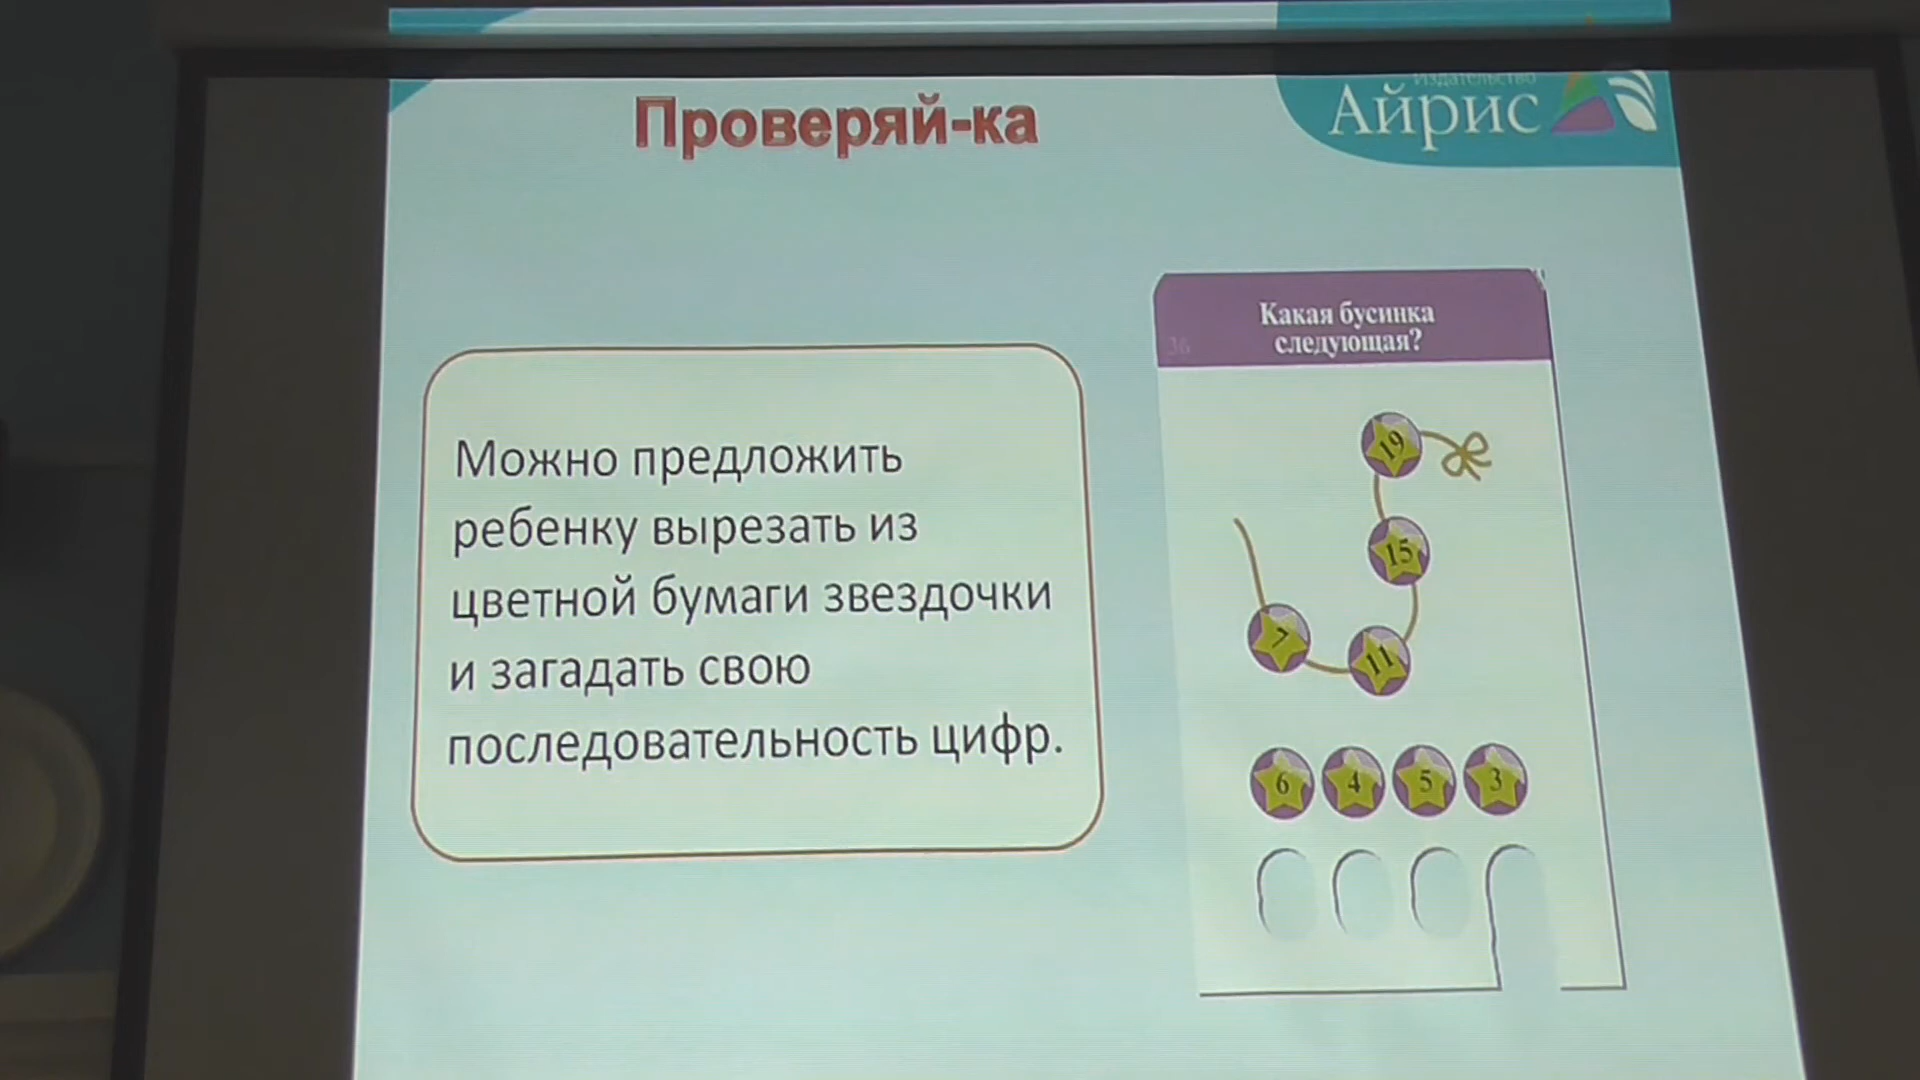 Издательство
Айрис
Проверяй-ка
Можно предложить
ребенку вырезать из
цветной бумаги звездочки
и загадать свою
последовательность цифр.
36
Какая бусинка
следующая?
19
15
7
11
6 4 5 3